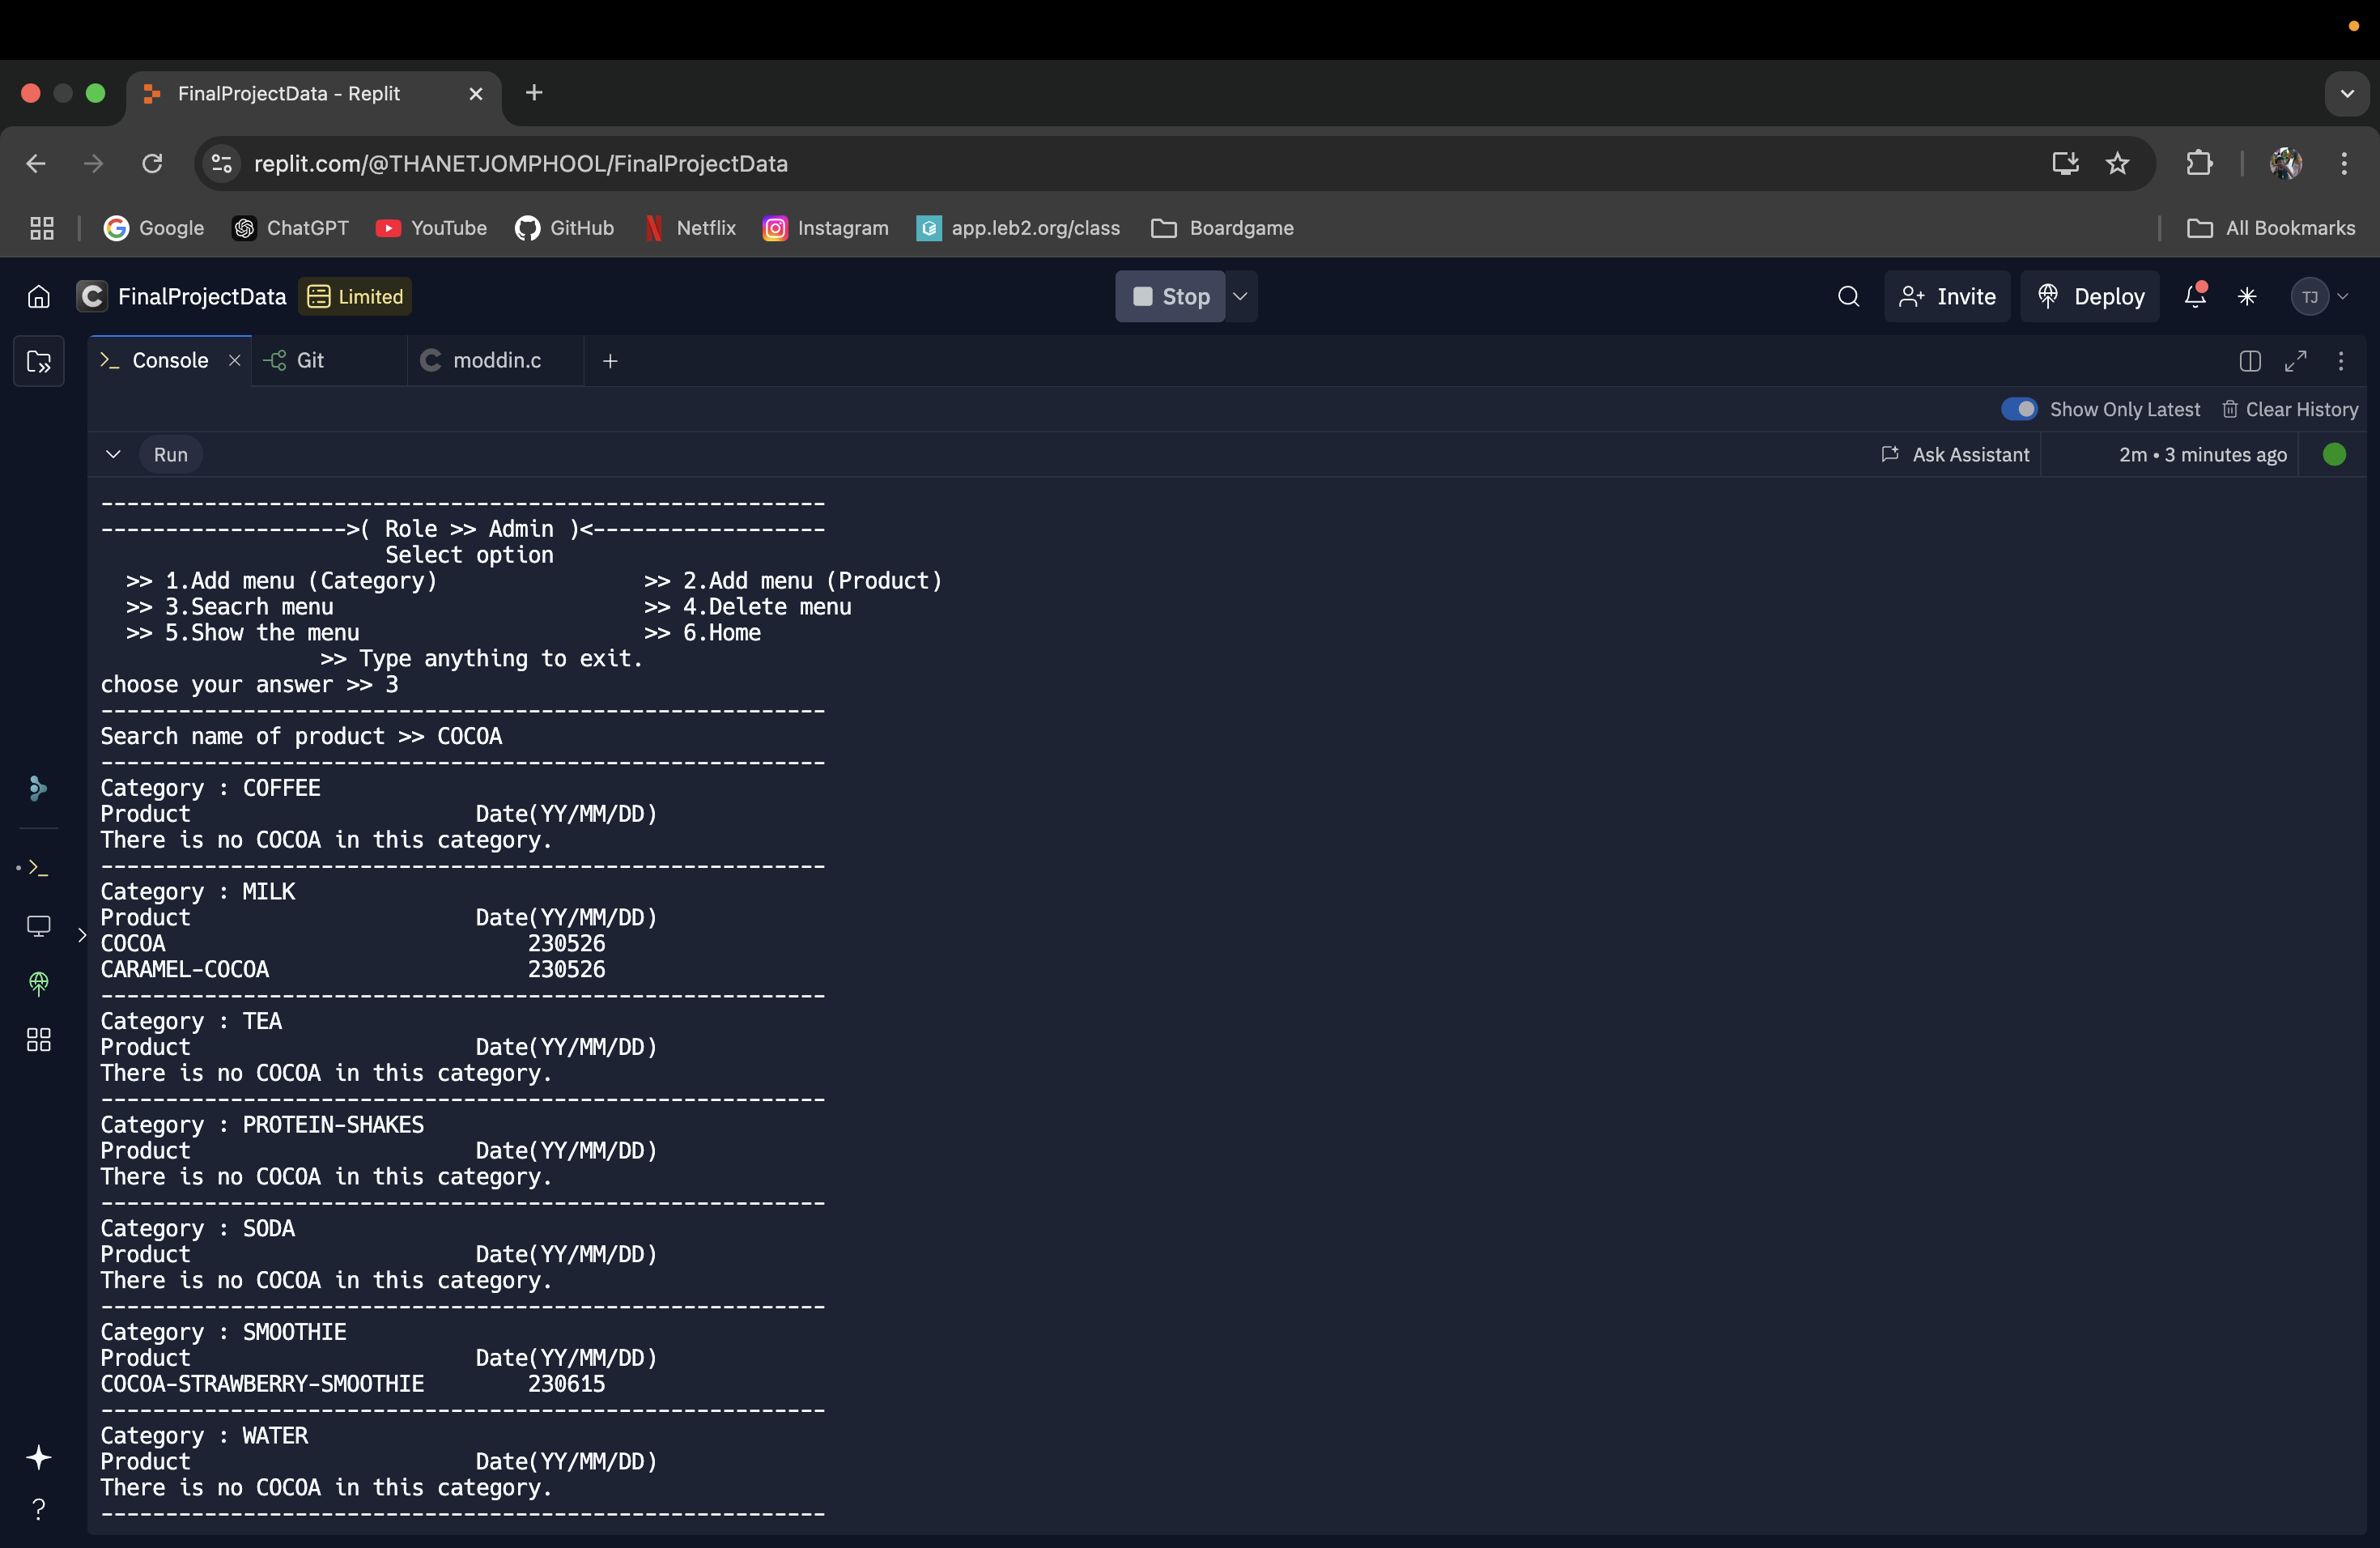 FinalProjectData - Replit
replit.com/@THANETJOMPHOOL/FinalProjectData
Google ChatGPT YouTube GitHub Netflix Instagram app.leb2.org/class Boardgame All Bookmarks
FinalProjectData Limited Stop Invite Deploy TJ
Console Git moddin.c
Show Only Latest Clear History
Run Ask Assistant 2m • 3 minutes ago
--------------------------------------------------------
------------------->( Role >> Admin )<------------------
Select option
>> 1.Add menu (Category) >> 2.Add menu (Product)
>> 3.Seacrh menu >> 4.Delete menu
>> 5.Show the menu >> 6.Home
>> Type anything to exit.
choose your answer >> 3
--------------------------------------------------------
Search name of product >> COCOA
--------------------------------------------------------
Category : COFFEE
Product Date(YY/MM/DD)
There is no COCOA in this category.
--------------------------------------------------------
Category : MILK
Product Date(YY/MM/DD)
COCOA 230526
CARAMEL-COCOA 230526
--------------------------------------------------------
Category : TEA
Product Date(YY/MM/DD)
There is no COCOA in this category.
--------------------------------------------------------
Category : PROTEIN-SHAKES
Product Date(YY/MM/DD)
There is no COCOA in this category.
--------------------------------------------------------
Category : SODA
Product Date(YY/MM/DD)
There is no COCOA in this category.
--------------------------------------------------------
Category : SMOOTHIE
Product Date(YY/MM/DD)
COCOA-STRAWBERRY-SMOOTHIE 230615
--------------------------------------------------------
Category : WATER
Product Date(YY/MM/DD)
There is no COCOA in this category.
--------------------------------------------------------